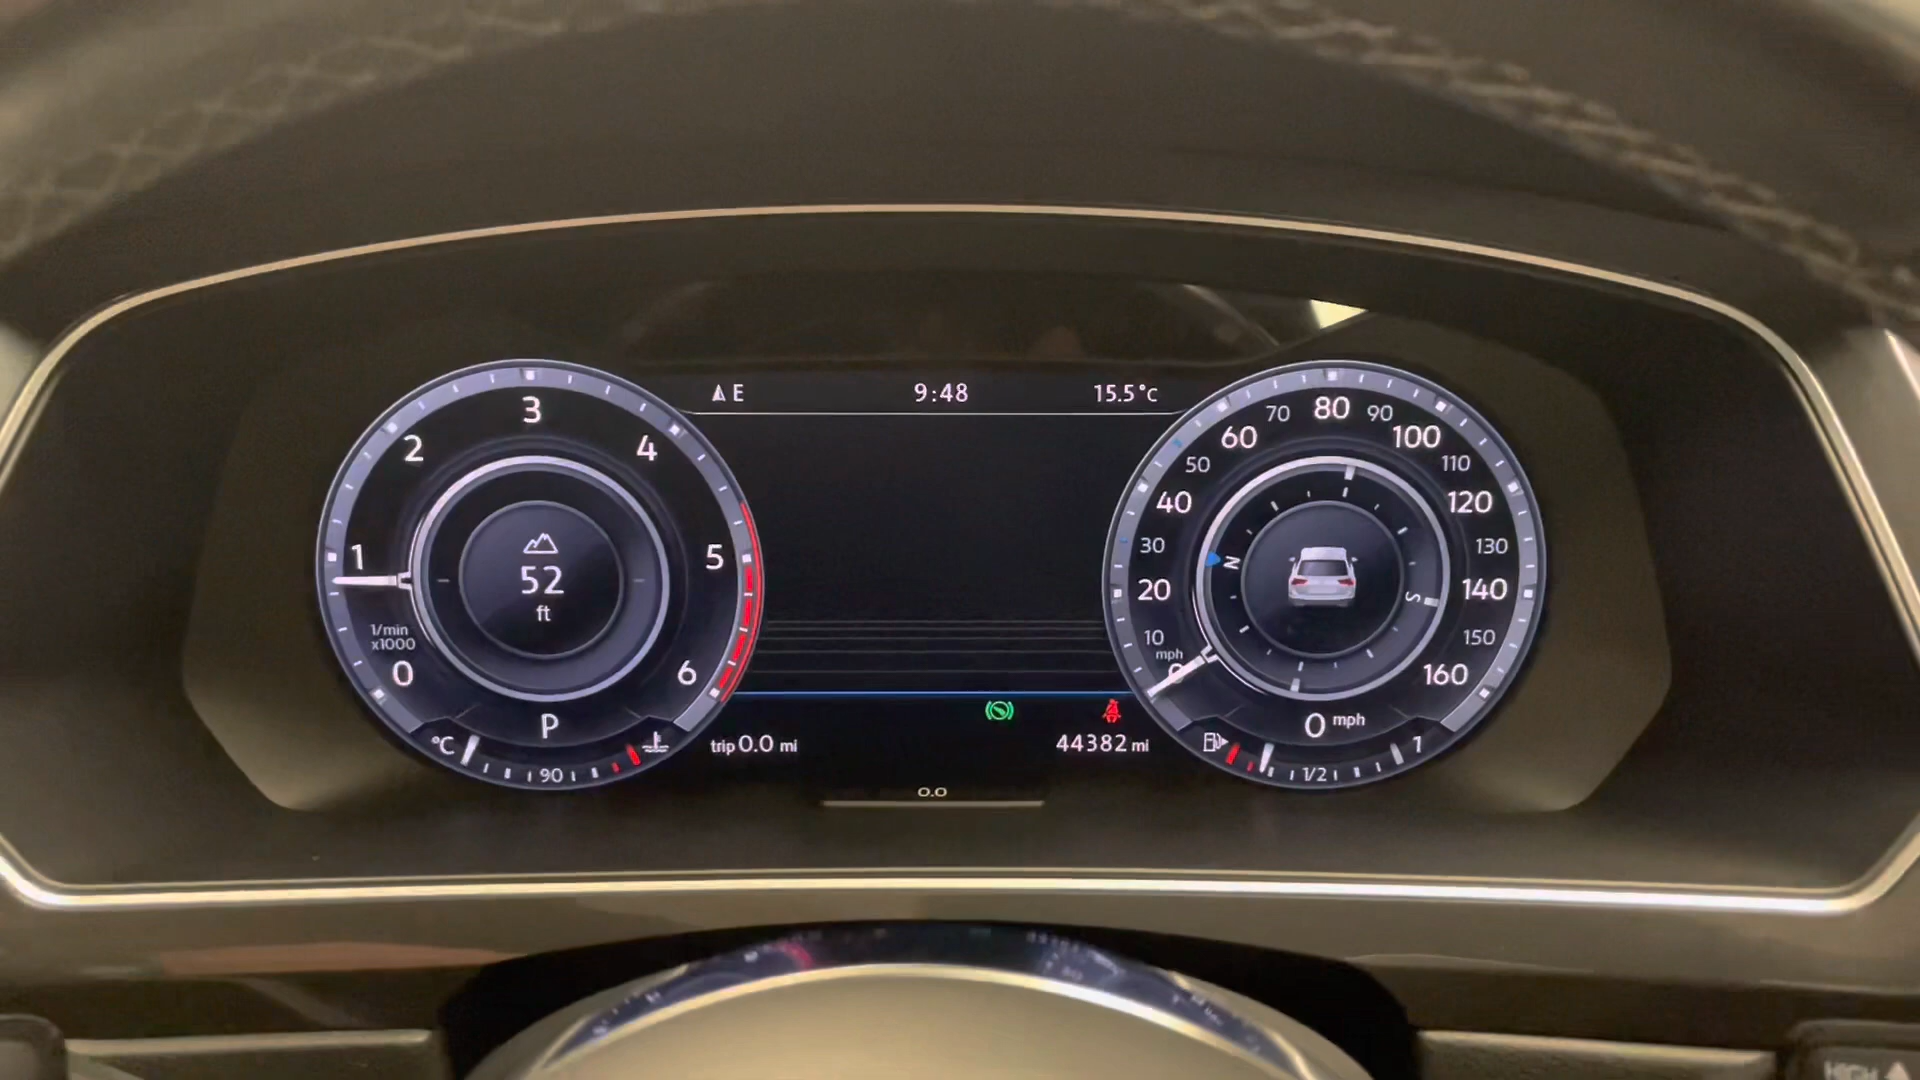 E
9:48
15.5°C
0
1
2
3
4
5
6
1/min
x1000
52
ft
P
°C
90
0
10
20
30
40
50
60
70
80
90
100
110
120
130
140
150
160
mph
N
S
0 mph
1/2
1
trip 0.0 mi
44382 mi
0.0
HIGH